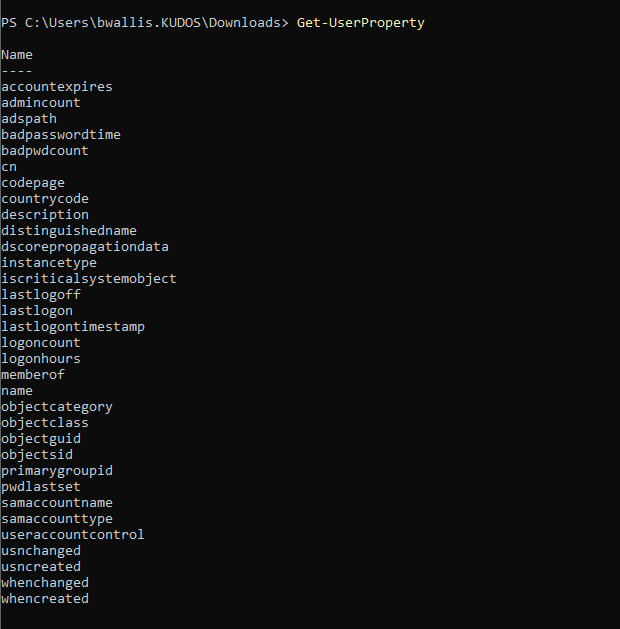 PS C:\Users\bwallis.KUDOS\Downloads> Get-UserProperty
Name
----
accountexpires
admincount
adspath
badpasswordtime
badpwdcount
cn
codepage
countrycode
description
distinguishedname
dscorepropagationdata
instancetype
iscriticalsystemobject
lastlogoff
lastlogon
lastlogontimestamp
logoncount
logonhours
memberof
name
objectcategory
objectclass
objectguid
objectsid
primarygroupid
pwdlastset
samaccountname
samaccounttype
useraccountcontrol
usnchanged
usncreated
whenchanged
whencreated